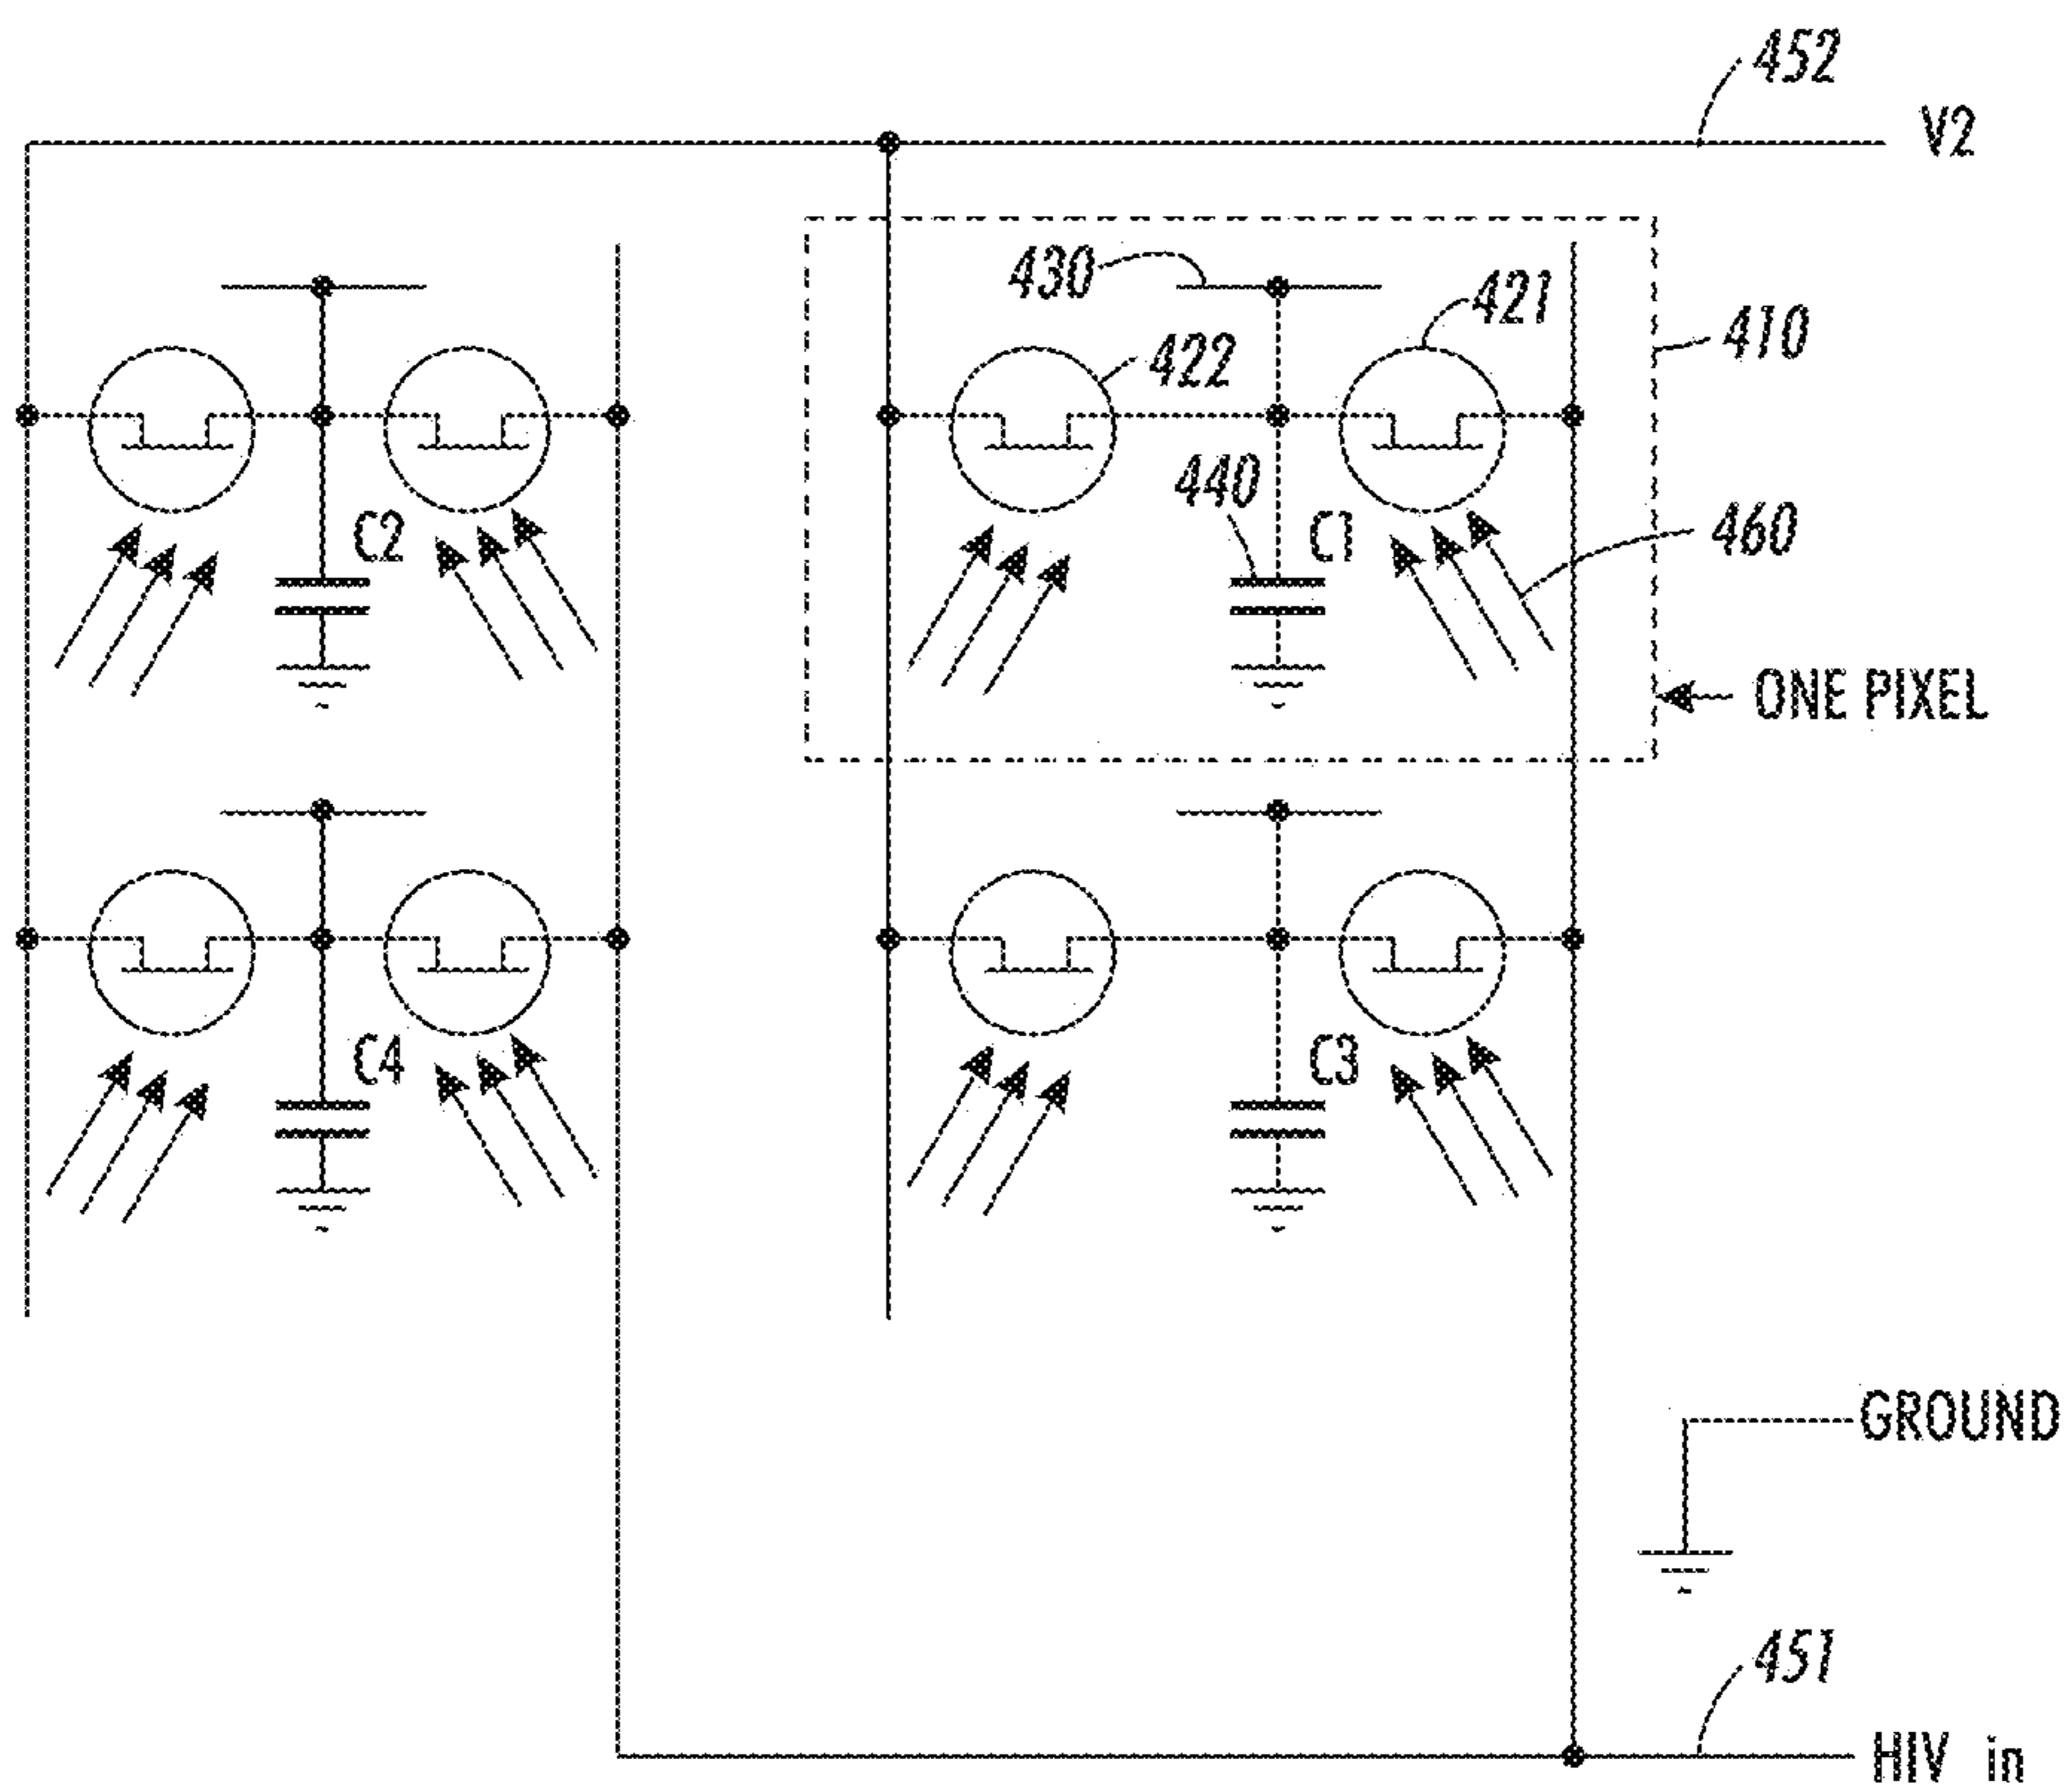 452
V2
430
421
410
422
440
C2
C1
460
ONE PIXEL
C4
C3
GROUND
451
HIV in